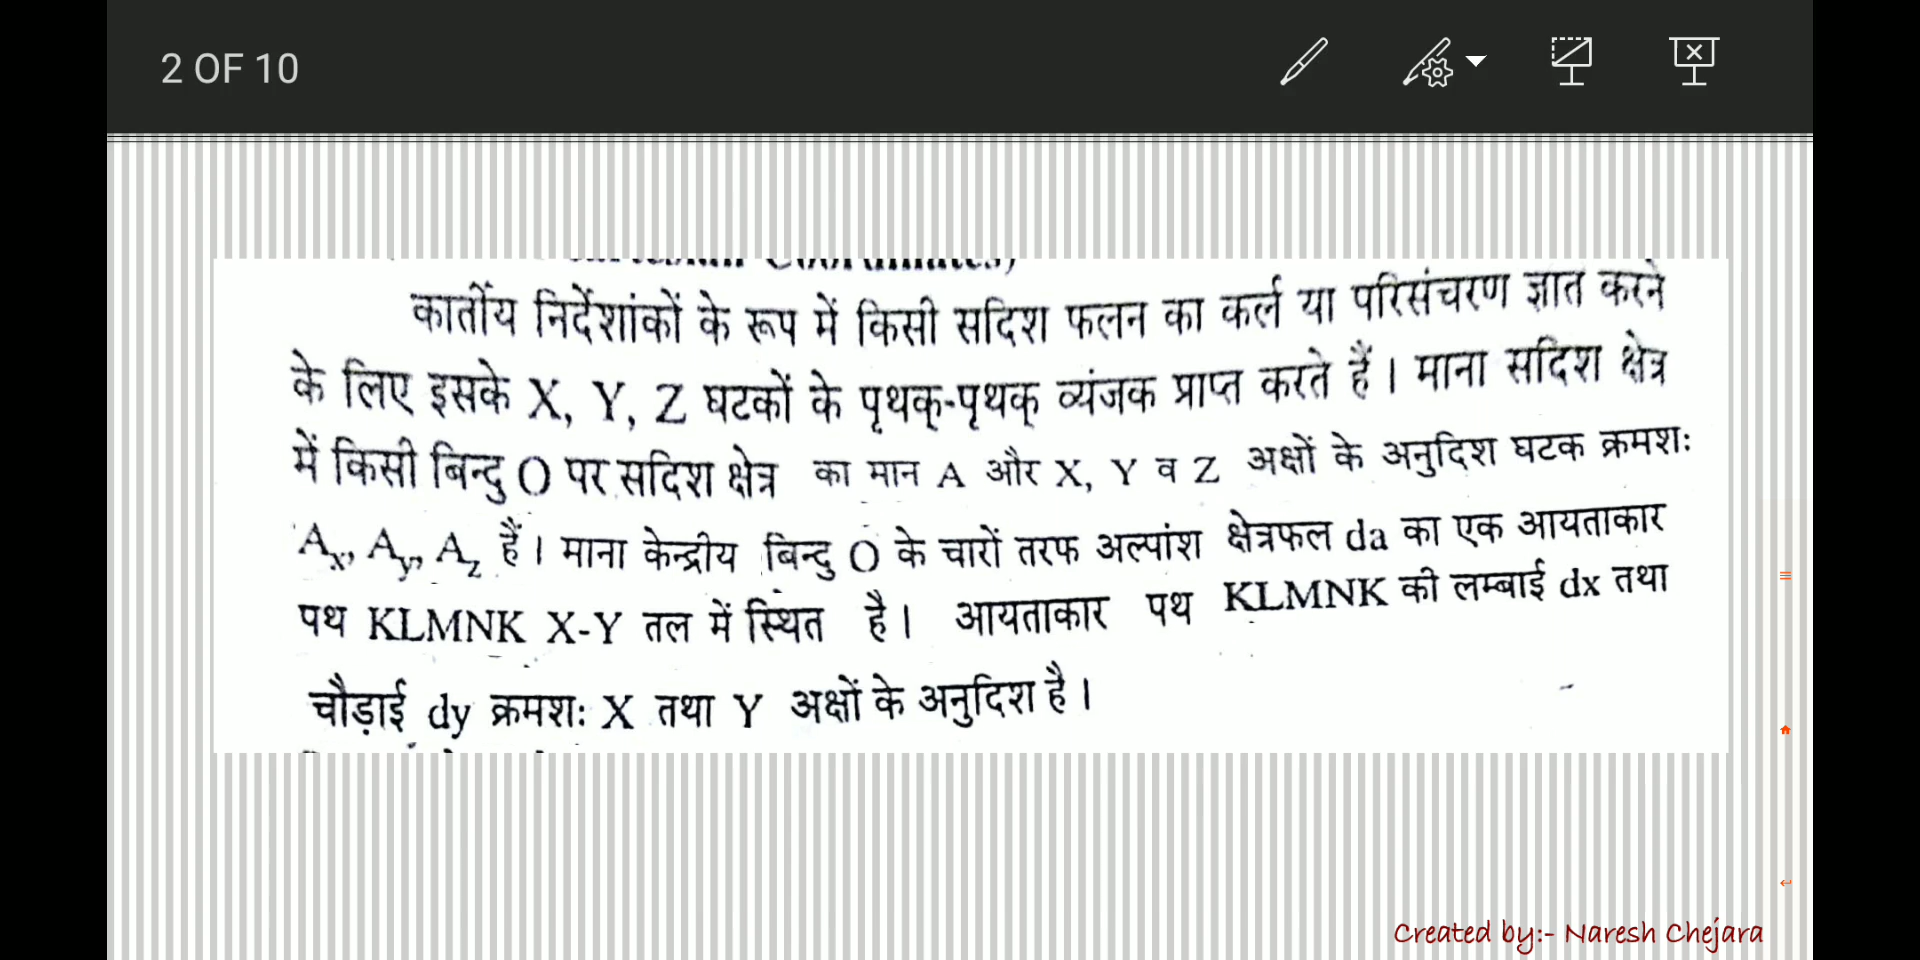 2 OF 10
Coordinates)
कार्तीय निर्देशांकों के रूप में किसी सदिश फलन का कर्ल या परिसंचरण ज्ञात करने
के लिए इसके X, Y, Z घटकों के पृथक्-पृथक् व्यंजक प्राप्त करते हैं। माना सदिश क्षेत्र
में किसी बिन्दु O पर सदिश क्षेत्र का मान A और X, Y व Z अक्षों के अनुदिश घटक क्रमशः
Ax, Ay, Az हैं। माना केन्द्रीय बिन्दु O के चारों तरफ अल्पांश क्षेत्रफल da का एक आयताकार
पथ KLMNK X-Y तल में स्थित है। आयताकार पथ KLMNK की लम्बाई dx तथा
चौड़ाई dy क्रमशः X तथा Y अक्षों के अनुदिश है।
Created by:- Naresh Chejara